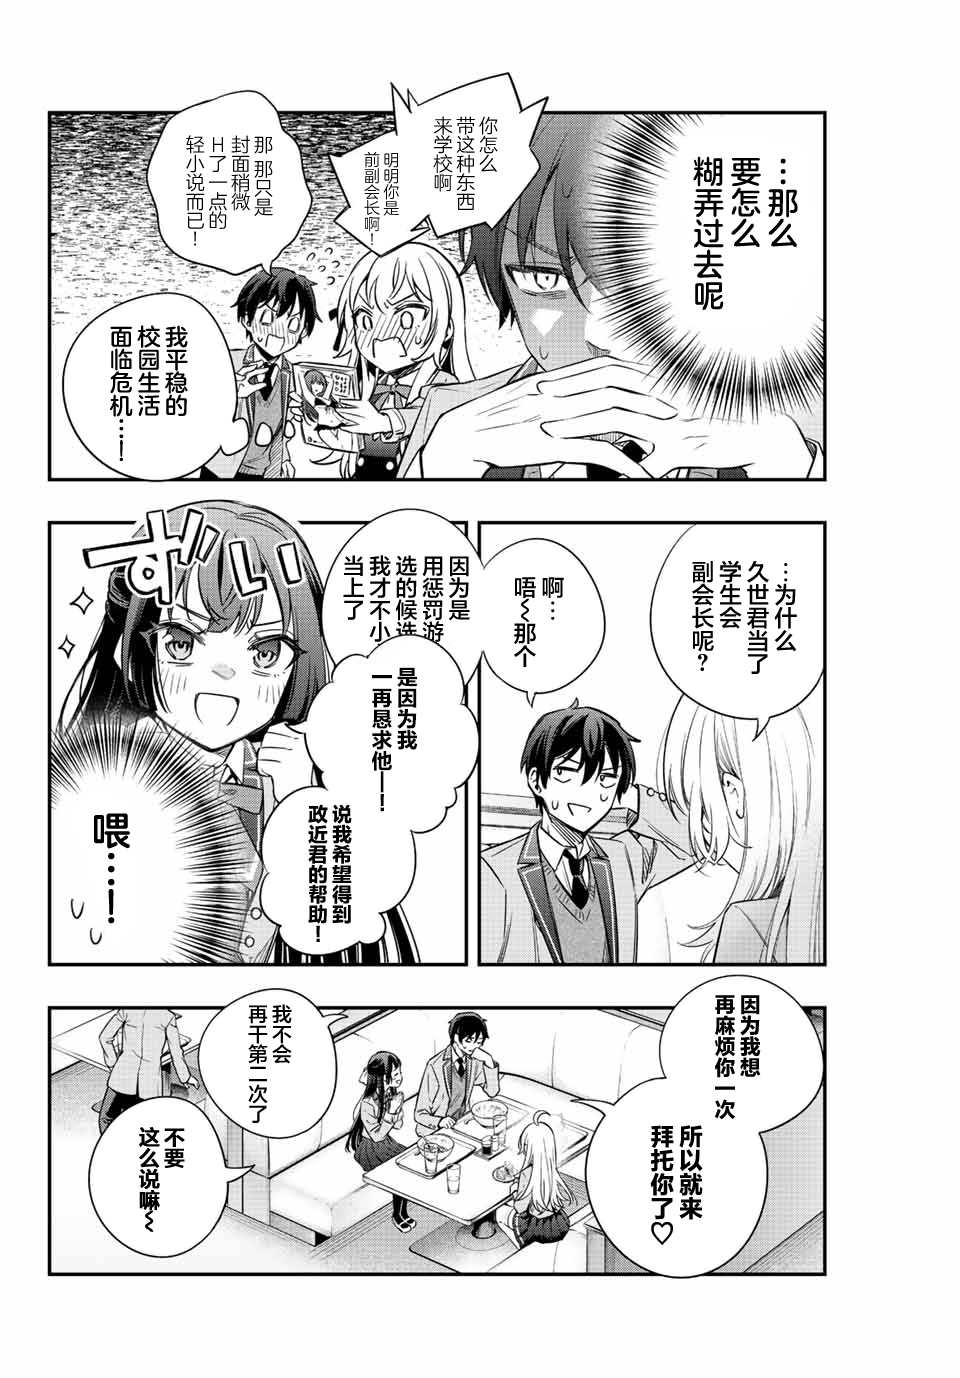 …那么
要怎么
糊弄过去呢
你怎么
带这种东西
来学校啊
明明你是
前副会长啊！
那 那只是
封面稍微
H了一点的
轻小说而已！
我平稳的
校园生活
面临危机……！
…为什么
久世君当了
学生会
副会长呢？
啊…
唔～那个
因为是
用惩罚游
选的候选
我才不小
当上了
ずいっ
是因为我
一再恳求他——！
说我希望得到
政近君的帮助！
喂……！
因为我想
再麻烦你一次
所以就来
拜托你了♡
我不会
再干第二次了
不要
这么说嘛～